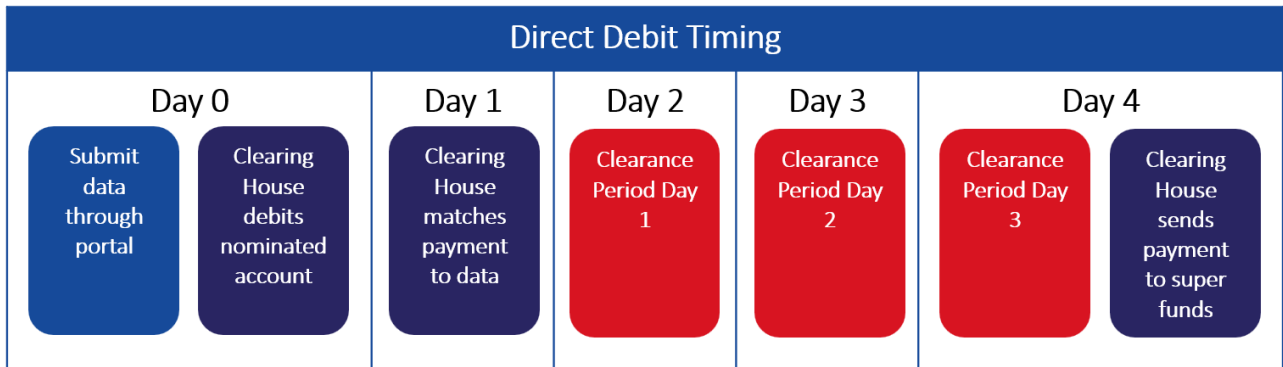 Direct Debit Timing
Day 0
Submit
data
through
portal
Clearing
House
debits
nominated
account
Day 1
Clearing
House
matches
payment
to data
Day 2
Clearance
Period Day
1
Day 3
Clearance
Period Day
2
Day 4
Clearance
Period Day
3
Clearing
House
sends
payment
to super
funds